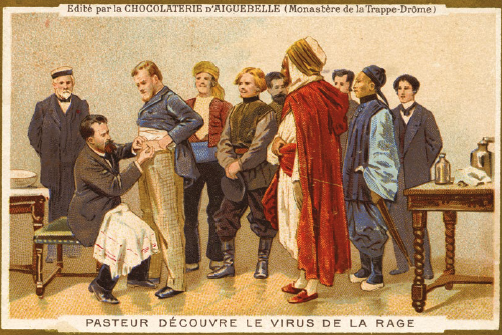 Edité par la CHOCOLATERIE D'AIGUEBELLE (Monastère de la Trappe-Drôme)
PASTEUR DÉCOUVRE LE VIRUS DE LA RAGE